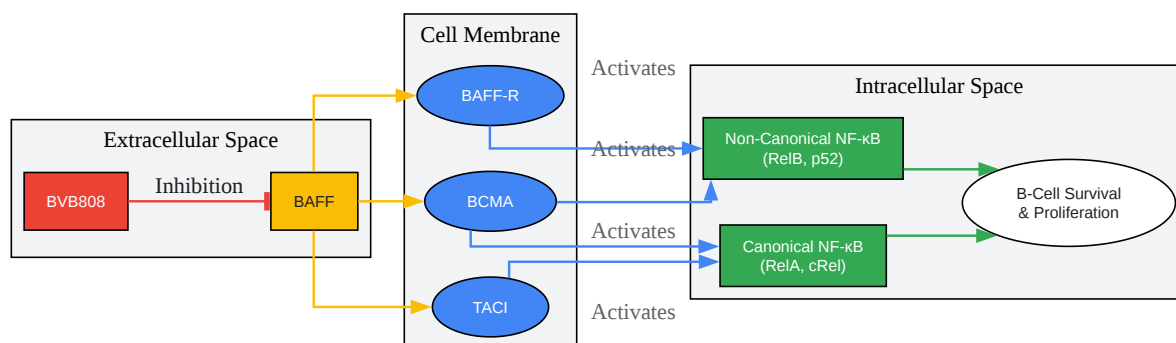 Cell Membrane
Activates
BAFF-R
Intracellular Space
Extracellular Space
Non-Canonical NF-κB
(RelB, p52)
Activates
Inhibition
BVB808
BAFF
BCMA
B-Cell Survival
& Proliferation
Activates
Canonical NF-κB
(RelA, cRel)
TACI
Activates